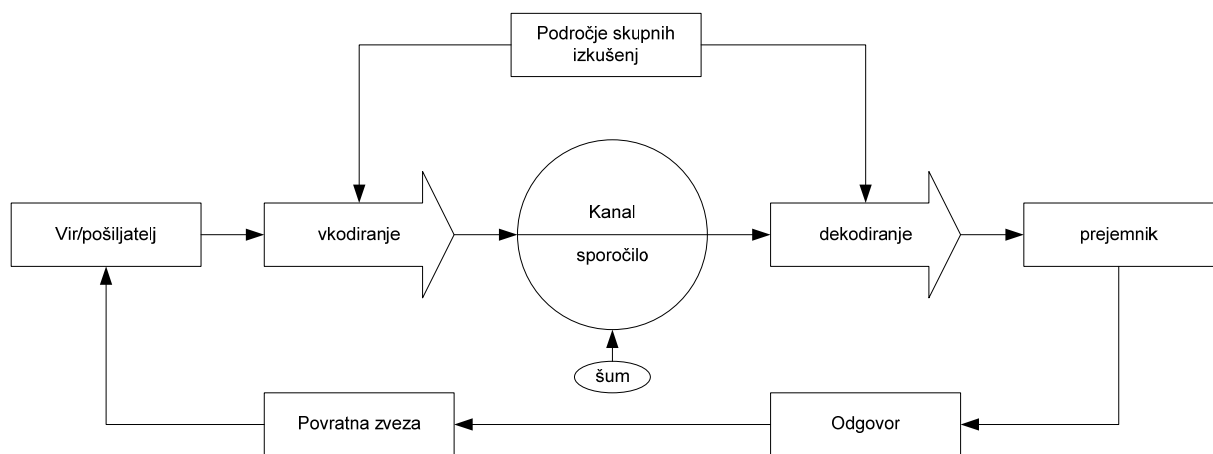 Področje skupnih
izkušenj
Vir/pošiljatelj
vkodiranje
Kanal
sporočilo
dekodiranje
prejemnik
šum
Povratna zveza
Odgovor